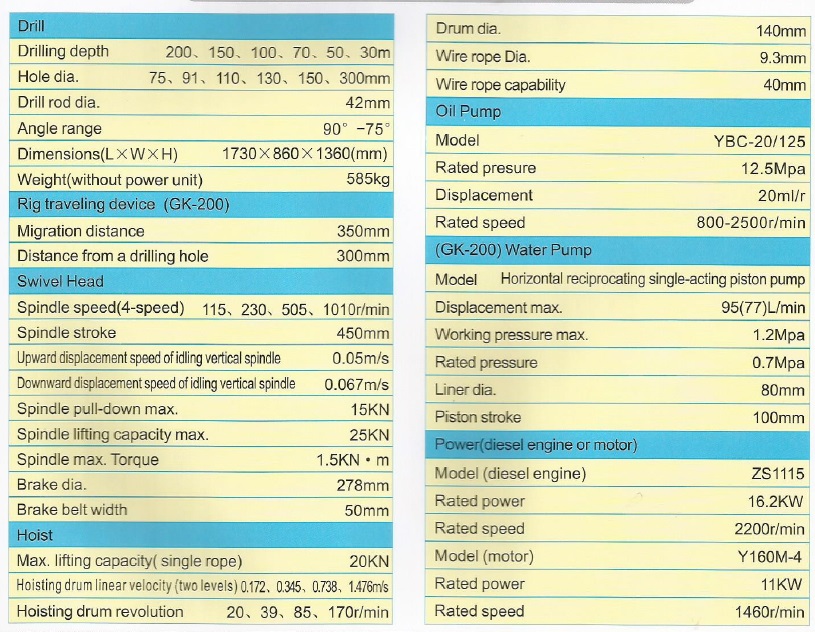 Drill
Drilling depth 200、150、100、70、50、30m
Hole dia. 75、91、110、130、150、300mm
Drill rod dia. 42mm
Angle range 90° -75°
Dimensions(L×W×H) 1730×860×1360(mm)
Weight(without power unit) 585kg
Rig traveling device (GK-200)
Migration distance 350mm
Distance from a drilling hole 300mm
Swivel Head
Spindle speed(4-speed) 115、230、505、1010r/min
Spindle stroke 450mm
Upward displacement speed of idling vertical spindle 0.05m/s
Downward displacement speed of idling vertical spindle 0.067m/s
Spindle pull-down max. 15KN
Spindle lifting capacity max. 25KN
Spindle max. Torque 1.5KN·m
Brake dia. 278mm
Brake belt width 50mm
Hoist
Max. lifting capacity( single rope) 20KN
Hoisting drum linear velocity (two levels) 0.172、0.345、0.738、1.476m/s
Hoisting drum revolution 20、39、85、170r/min
Drum dia. 140mm
Wire rope Dia. 9.3mm
Wire rope capability 40mm
Oil Pump
Model YBC-20/125
Rated presure 12.5Mpa
Displacement 20ml/r
Rated speed 800-2500r/min
(GK-200) Water Pump
Model Horizontal reciprocating single-acting piston pump
Displacement max. 95(77)L/min
Working pressure max. 1.2Mpa
Rated pressure 0.7Mpa
Liner dia. 80mm
Piston stroke 100mm
Power(diesel engine or motor)
Model (diesel engine) ZS1115
Rated power 16.2KW
Rated speed 2200r/min
Model (motor) Y160M-4
Rated power 11KW
Rated speed 1460r/min